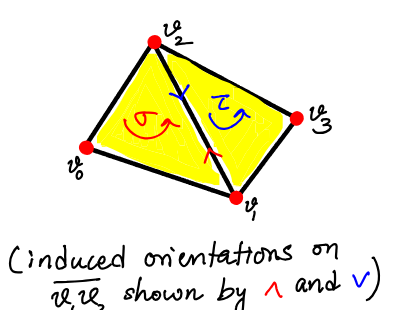 v₂
τ
σ
v₃
v₀
v₁
(induced orientations on
v₁v₂ shown by ∧ and ∨)